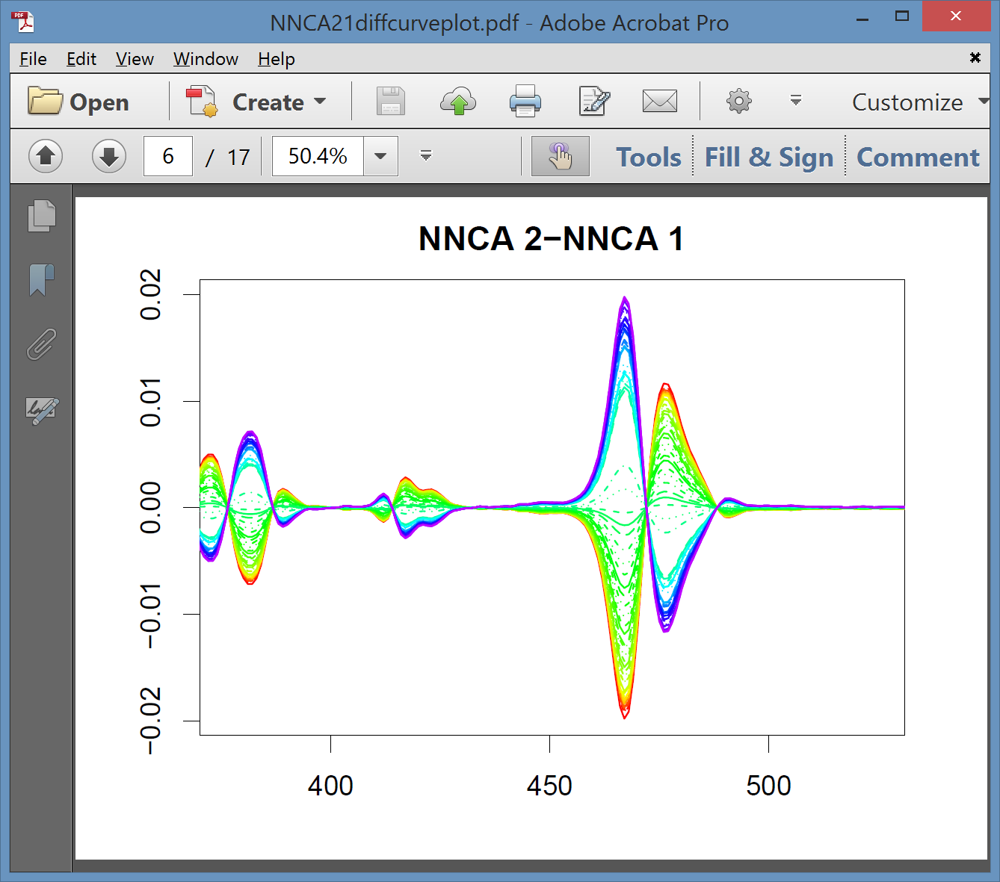 NNCA21diffcurveplot.pdf - Adobe Acrobat Pro
File Edit View Window Help
Open Create Customize
6 / 17 50.4% Tools Fill & Sign Comment
NNCA 2−NNCA 1
0.02
0.01
0.00
−0.01
−0.02
400 450 500